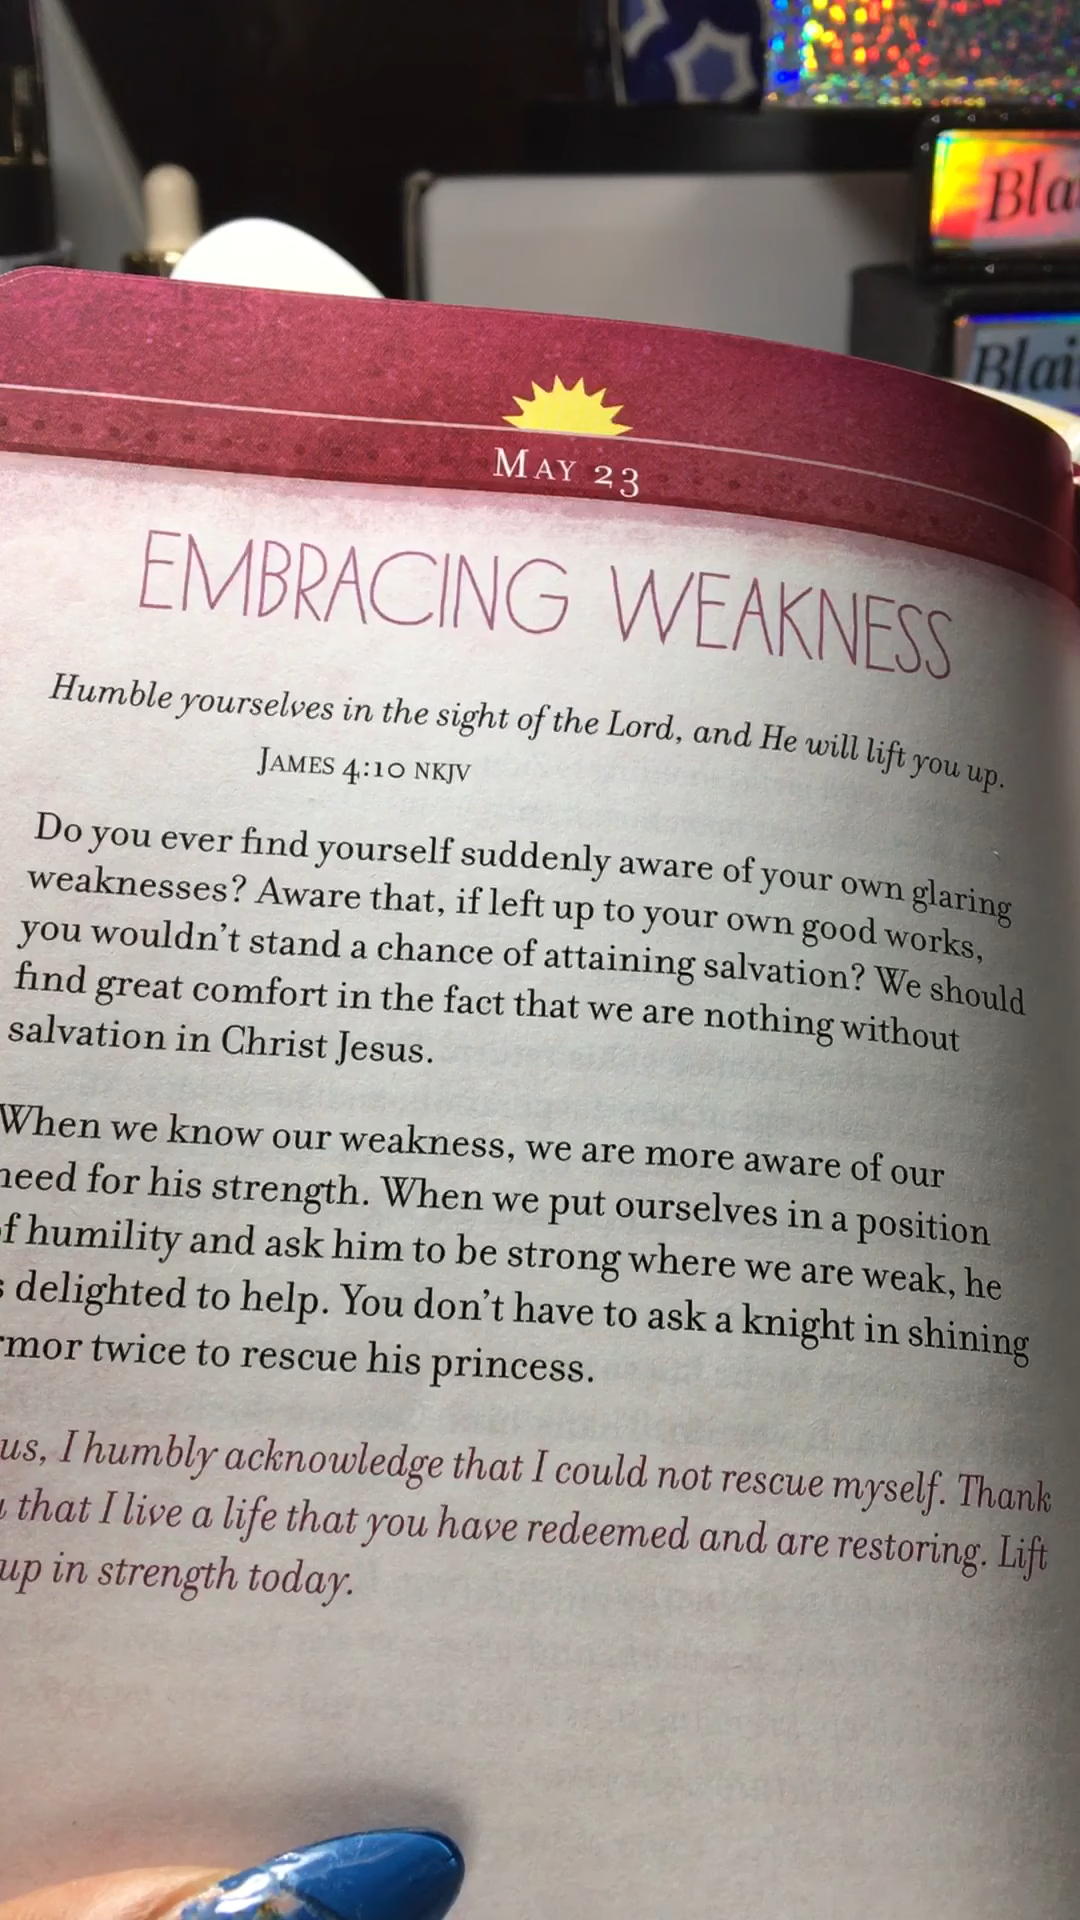 Bla
Blai
MAY 23
EMBRACING WEAKNESS
Humble yourselves in the sight of the Lord, and He will lift you up.
JAMES 4:10 NKJV
Do you ever find yourself suddenly aware of your own glaring
weaknesses? Aware that, if left up to your own good works,
you wouldn't stand a chance of attaining salvation? We should
find great comfort in the fact that we are nothing without
salvation in Christ Jesus.
When we know our weakness, we are more aware of our
need for his strength. When we put ourselves in a position
of humility and ask him to be strong where we are weak, he
s delighted to help. You don't have to ask a knight in shining
rmor twice to rescue his princess.
us, I humbly acknowledge that I could not rescue myself. Thank
that I live a life that you have redeemed and are restoring. Lift
up in strength today.